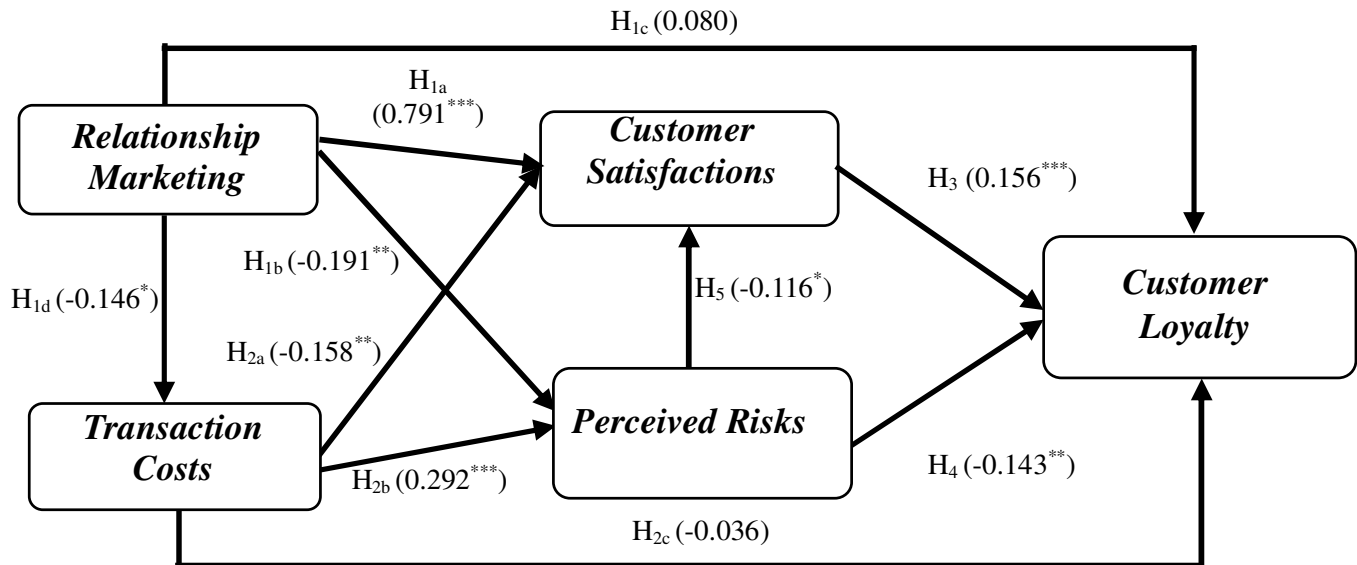 H1c (0.080)
H1a
(0.791***)
Relationship
Marketing
Customer
Satisfactions
H3 (0.156***)
H1b (-0.191**)
H5 (-0.116*)
H1d (-0.146*)
Customer
Loyalty
H2a (-0.158**)
Transaction
Costs
Perceived Risks
H2b (0.292***)
H4 (-0.143**)
H2c (-0.036)